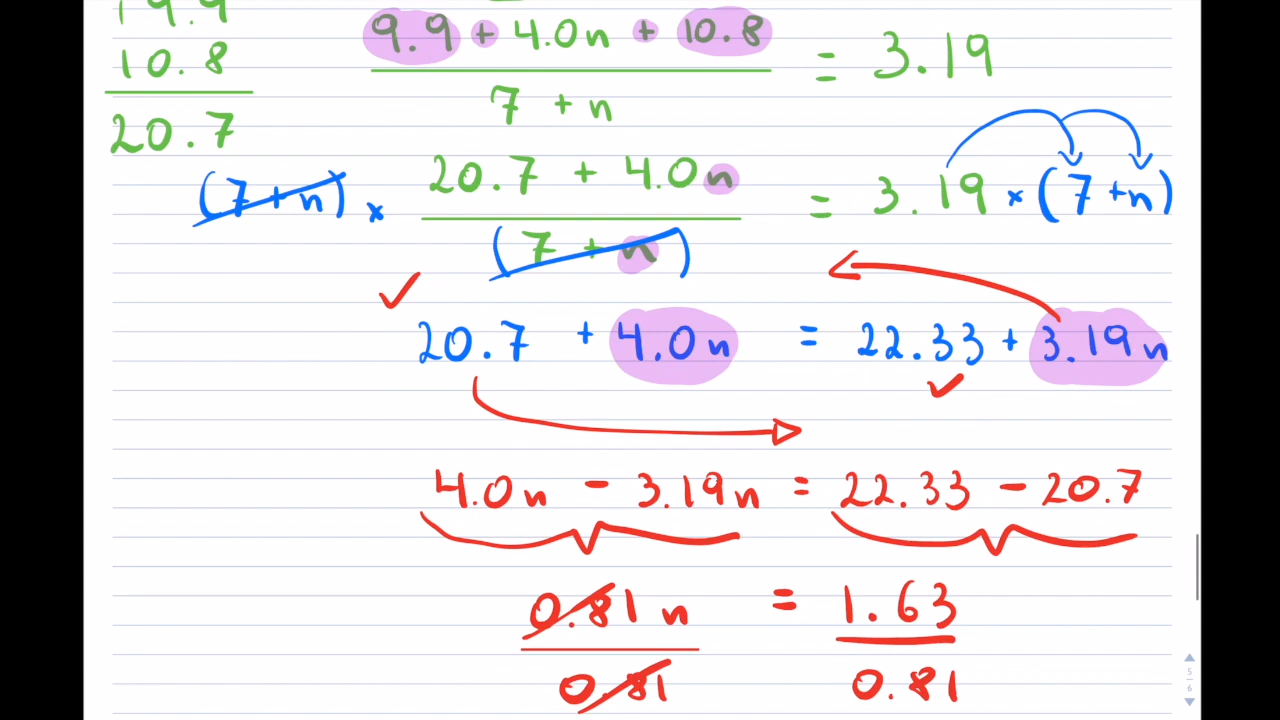 10.8
20.7
9.9 + 4.0n + 10.8
7 + n
= 3.19
(7 + n) ×
20.7 + 4.0n
(7 + n)
= 3.19 × (7 + n)
20.7 + 4.0n = 22.33 + 3.19n
4.0n - 3.19n = 22.33 - 20.7
0.81n = 1.63
0.81 0.81
5
6